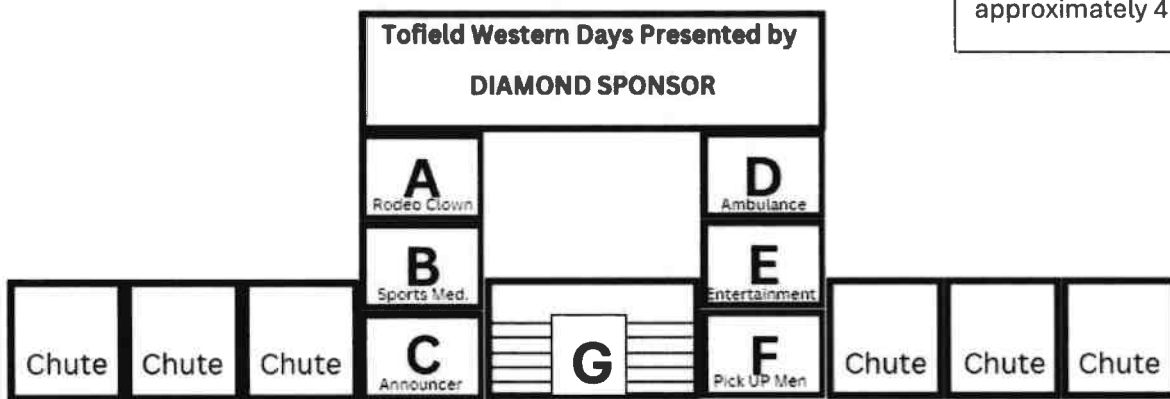 approximately 4
Tofield Western Days Presented by
DIAMOND SPONSOR
A
Rodeo Clown
D
Ambulance
B
Sports Med.
E
Entertainment
Chute
Chute
Chute
C
Announcer
G
F
Pick UP Men
Chute
Chute
Chute